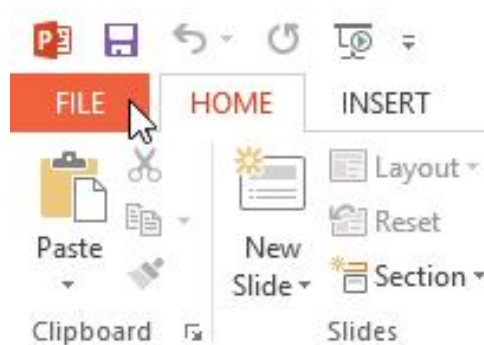 FILE HOME INSERT
Layout
Reset
Paste New
Slide Section
Clipboard Slides